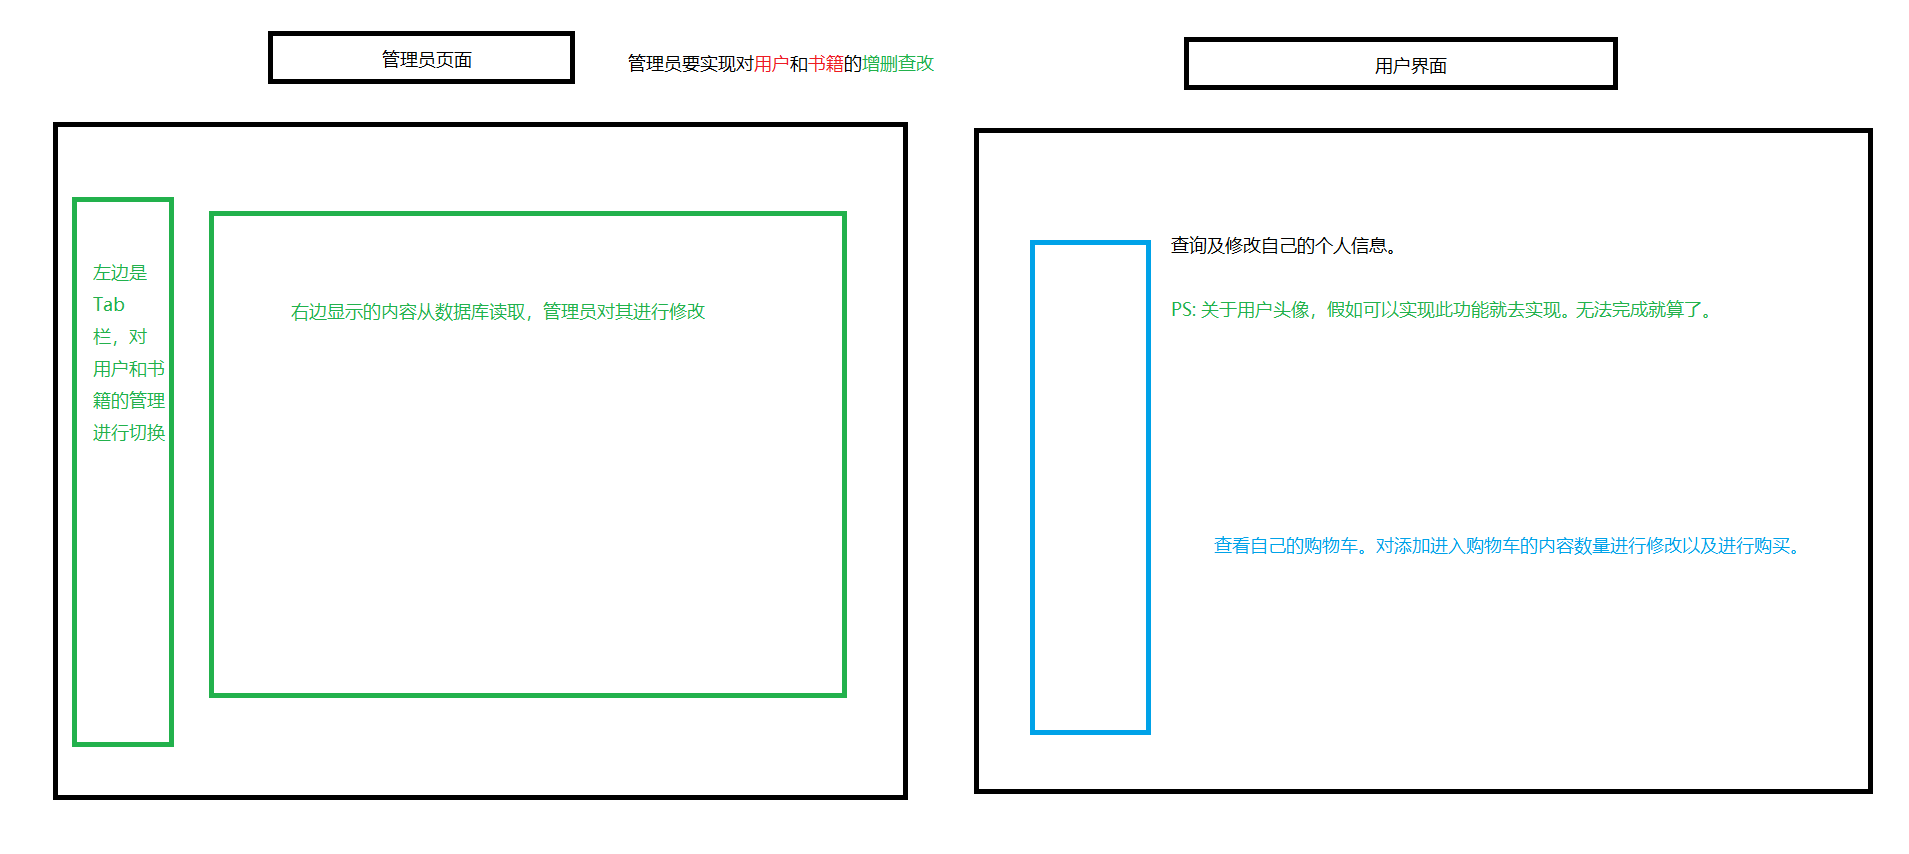 管理员页面
管理员要实现对用户和书籍的增删查改
用户界面
左边是
Tab
栏，对
用户和书
籍的管理
进行切换
右边显示的内容从数据库读取，管理员对其进行修改
查询及修改自己的个人信息。
PS: 关于用户头像，假如可以实现此功能就去实现。无法完成就算了。
查看自己的购物车。对添加进入购物车的内容数量进行修改以及进行购买。